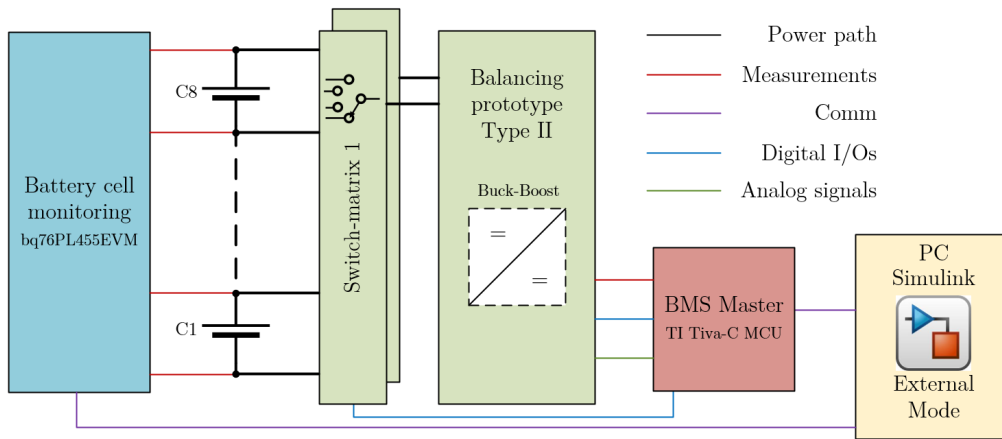 Battery cell
monitoring
bq76PL455EVM
C8
C1
Switch-matrix 1
Balancing
prototype
Type II
Buck-Boost
=
=
Power path
Measurements
Comm
Digital I/Os
Analog signals
BMS Master
TI Tiva-C MCU
PC
Simulink
External
Mode